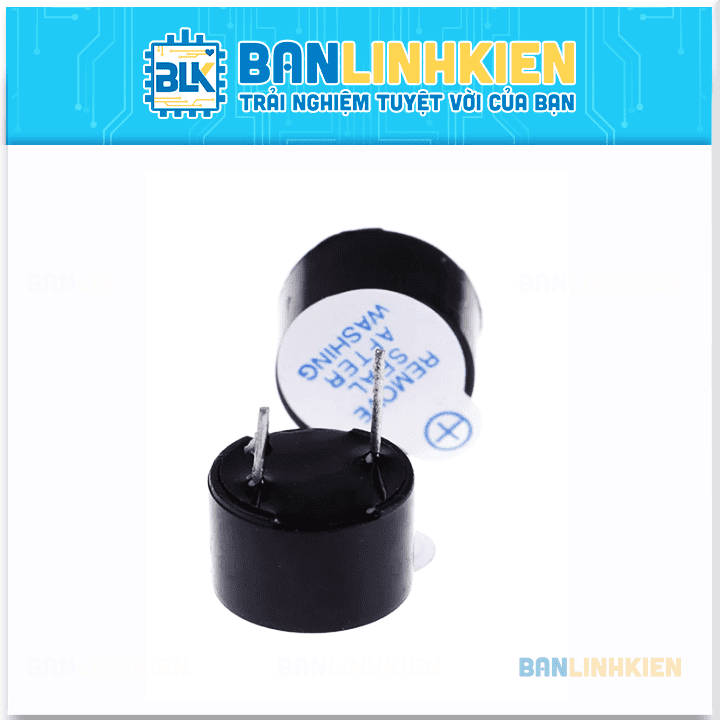 BLK
BANLINHKIEN
TRẢI NGHIỆM TUYỆT VỜI CỦA BẠN
REMOVE
SEAL
AFTER
WASHING
BANLINHKIEN